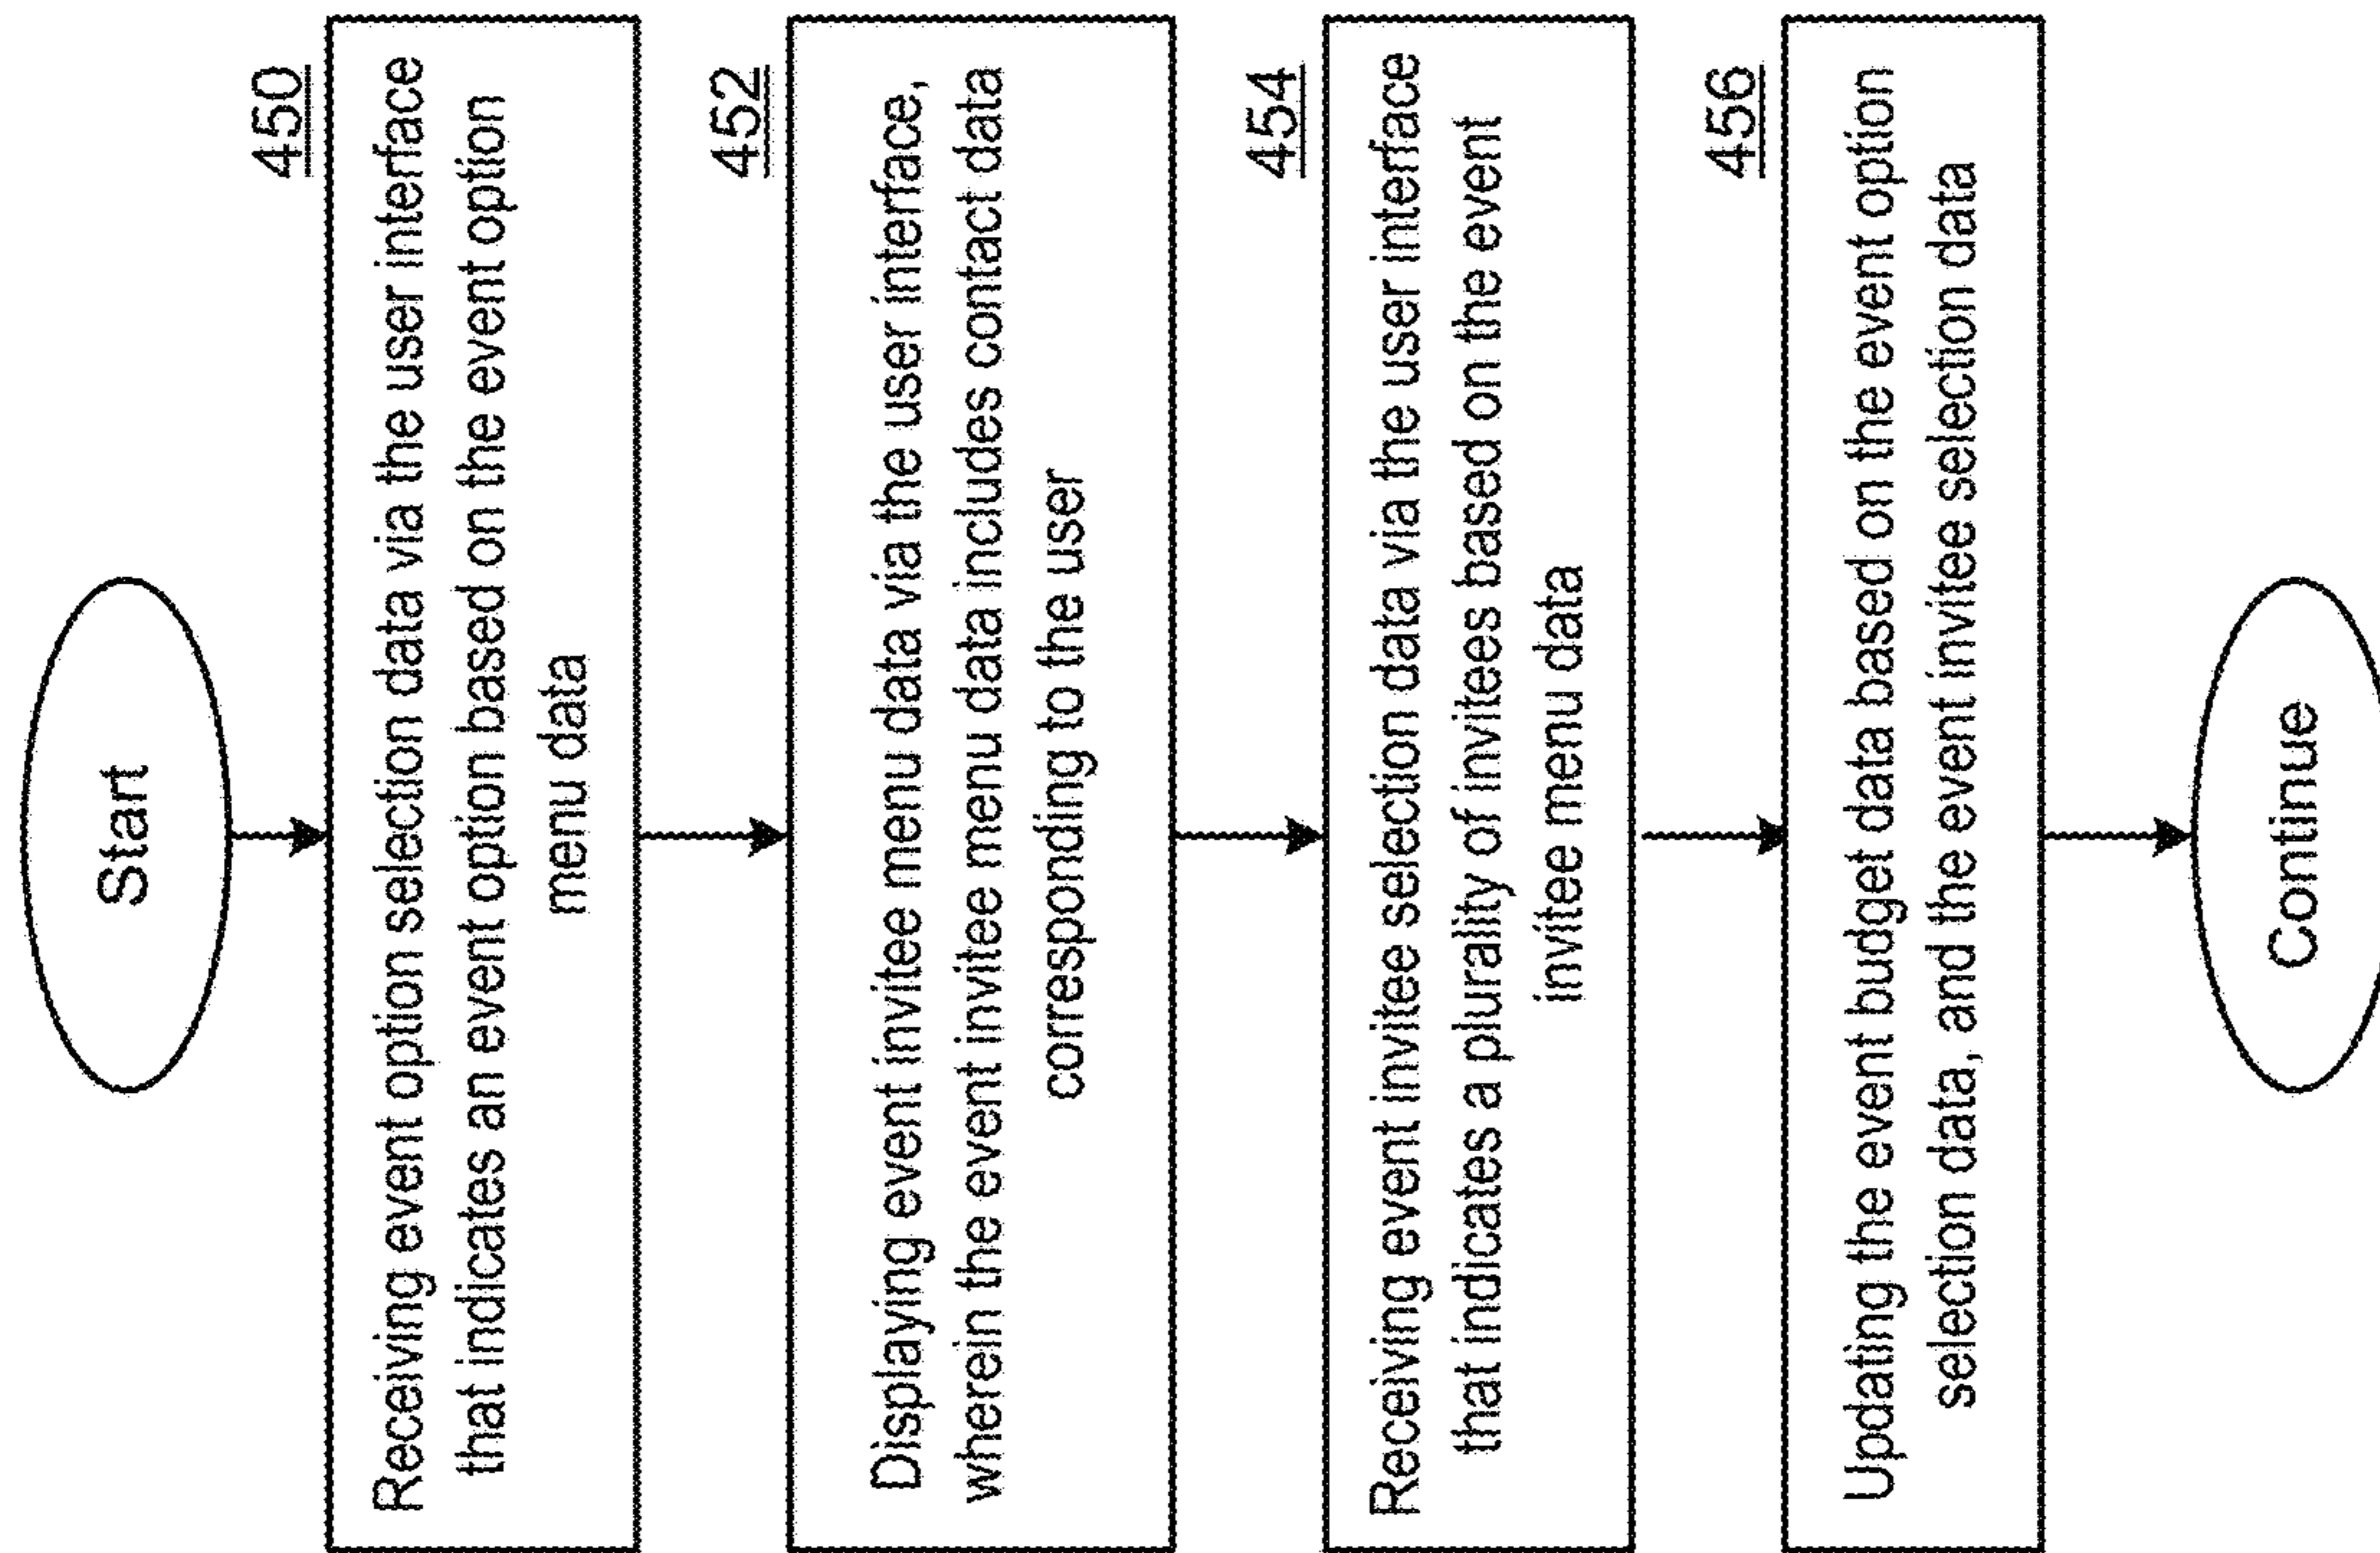 Start
450
Receiving event option selection data via the user interface
that indicates an event option based on the event option
menu data
452
Displaying event invitee menu data via the user interface,
wherein the event invitee menu data includes contact data
corresponding to the user
454
Receiving event invitee selection data via the user interface
that indicates a plurality of invitees based on the event
invitee menu data
456
Updating the event budget data based on the event option
selection data, and the event invitee selection data
Continue